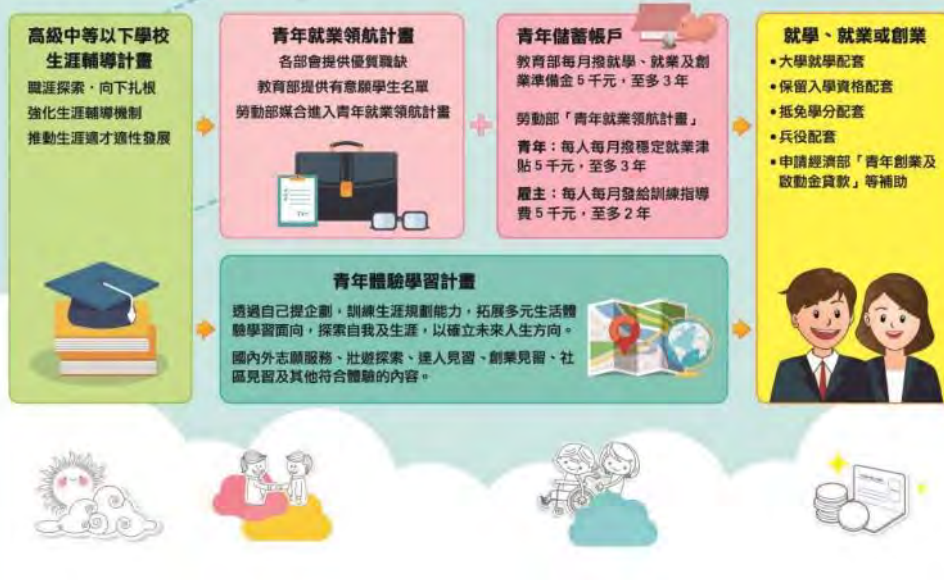 高級中等以下學校
生涯輔導計畫
職涯探索．向下扎根
強化生涯輔導機制
推動生涯適才適性發展
青年就業領航計畫
各部會提供優質職缺
教育部提供有意願學生名單
勞動部媒合進入青年就業領航計畫
青年儲蓄帳戶
教育部每月撥就學、就業及創
業準備金5千元，至多3年
勞動部「青年就業領航計畫」
青年：每人每月撥穩定就業津
貼5千元，至多3年
雇主：每人每月發給訓練指導
費5千元，至多2年
青年體驗學習計畫
透過自己提企劃，訓練生涯規劃能力，拓展多元生活體
驗學習面向，探索自我及生涯，以確立未來人生方向。
國內外志願服務、壯遊探索、達人見習、創業見習、社
區見習及其他符合體驗的內容。
就學、就業或創業
•大學就學配套
•保留入學資格配套
•抵免學分配套
•兵役配套
•申請經濟部「青年創業及
啟動金貸款」等補助